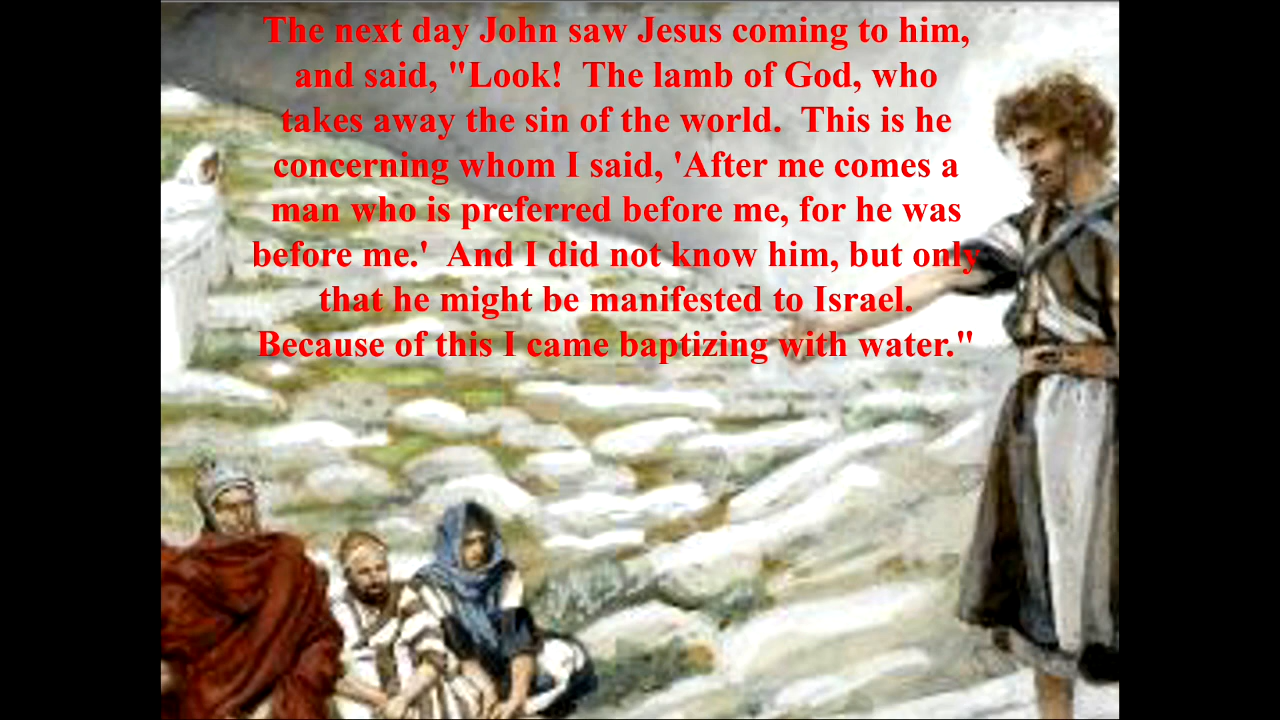 The next day John saw Jesus coming to him,
and said, "Look!  The lamb of God, who
takes away the sin of the world.  This is he
concerning whom I said, 'After me comes a
man who is preferred before me, for he was
before me.'  And I did not know him, but only
that he might be manifested to Israel.
Because of this I came baptizing with water."